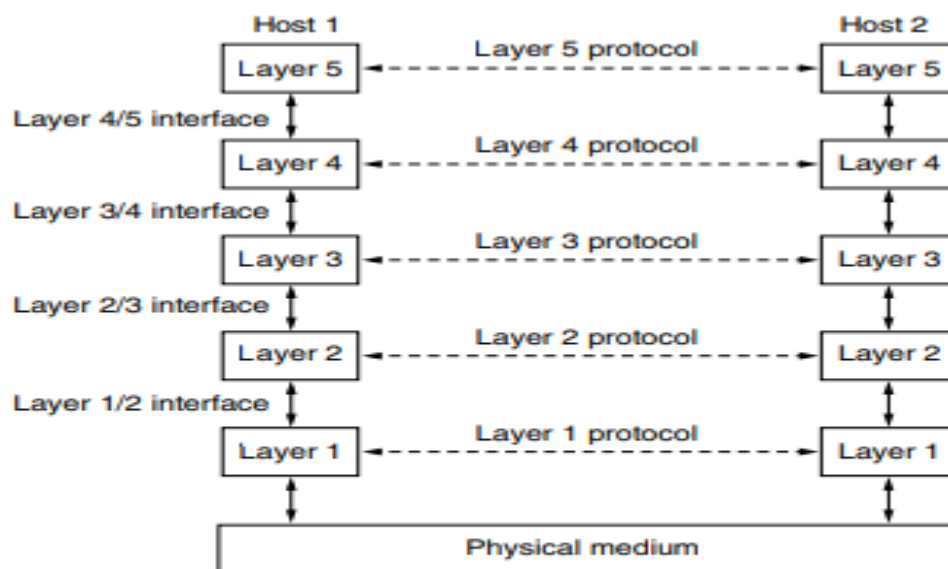 Host 1
Host 2
Layer 5
Layer 5 protocol
Layer 5
Layer 4/5 interface
Layer 4
Layer 4 protocol
Layer 4
Layer 3/4 interface
Layer 3
Layer 3 protocol
Layer 3
Layer 2/3 interface
Layer 2
Layer 2 protocol
Layer 2
Layer 1/2 interface
Layer 1
Layer 1 protocol
Layer 1
Physical medium